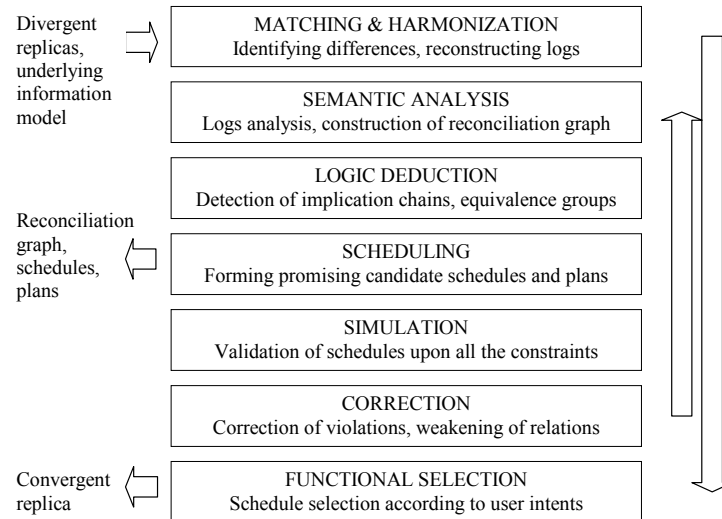 Divergent
replicas,
underlying
information
model
MATCHING & HARMONIZATION
Identifying differences, reconstructing logs
SEMANTIC ANALYSIS
Logs analysis, construction of reconciliation graph
LOGIC DEDUCTION
Detection of implication chains, equivalence groups
Reconciliation
graph,
schedules,
plans
SCHEDULING
Forming promising candidate schedules and plans
SIMULATION
Validation of schedules upon all the constraints
CORRECTION
Correction of violations, weakening of relations
Convergent
replica
FUNCTIONAL SELECTION
Schedule selection according to user intents